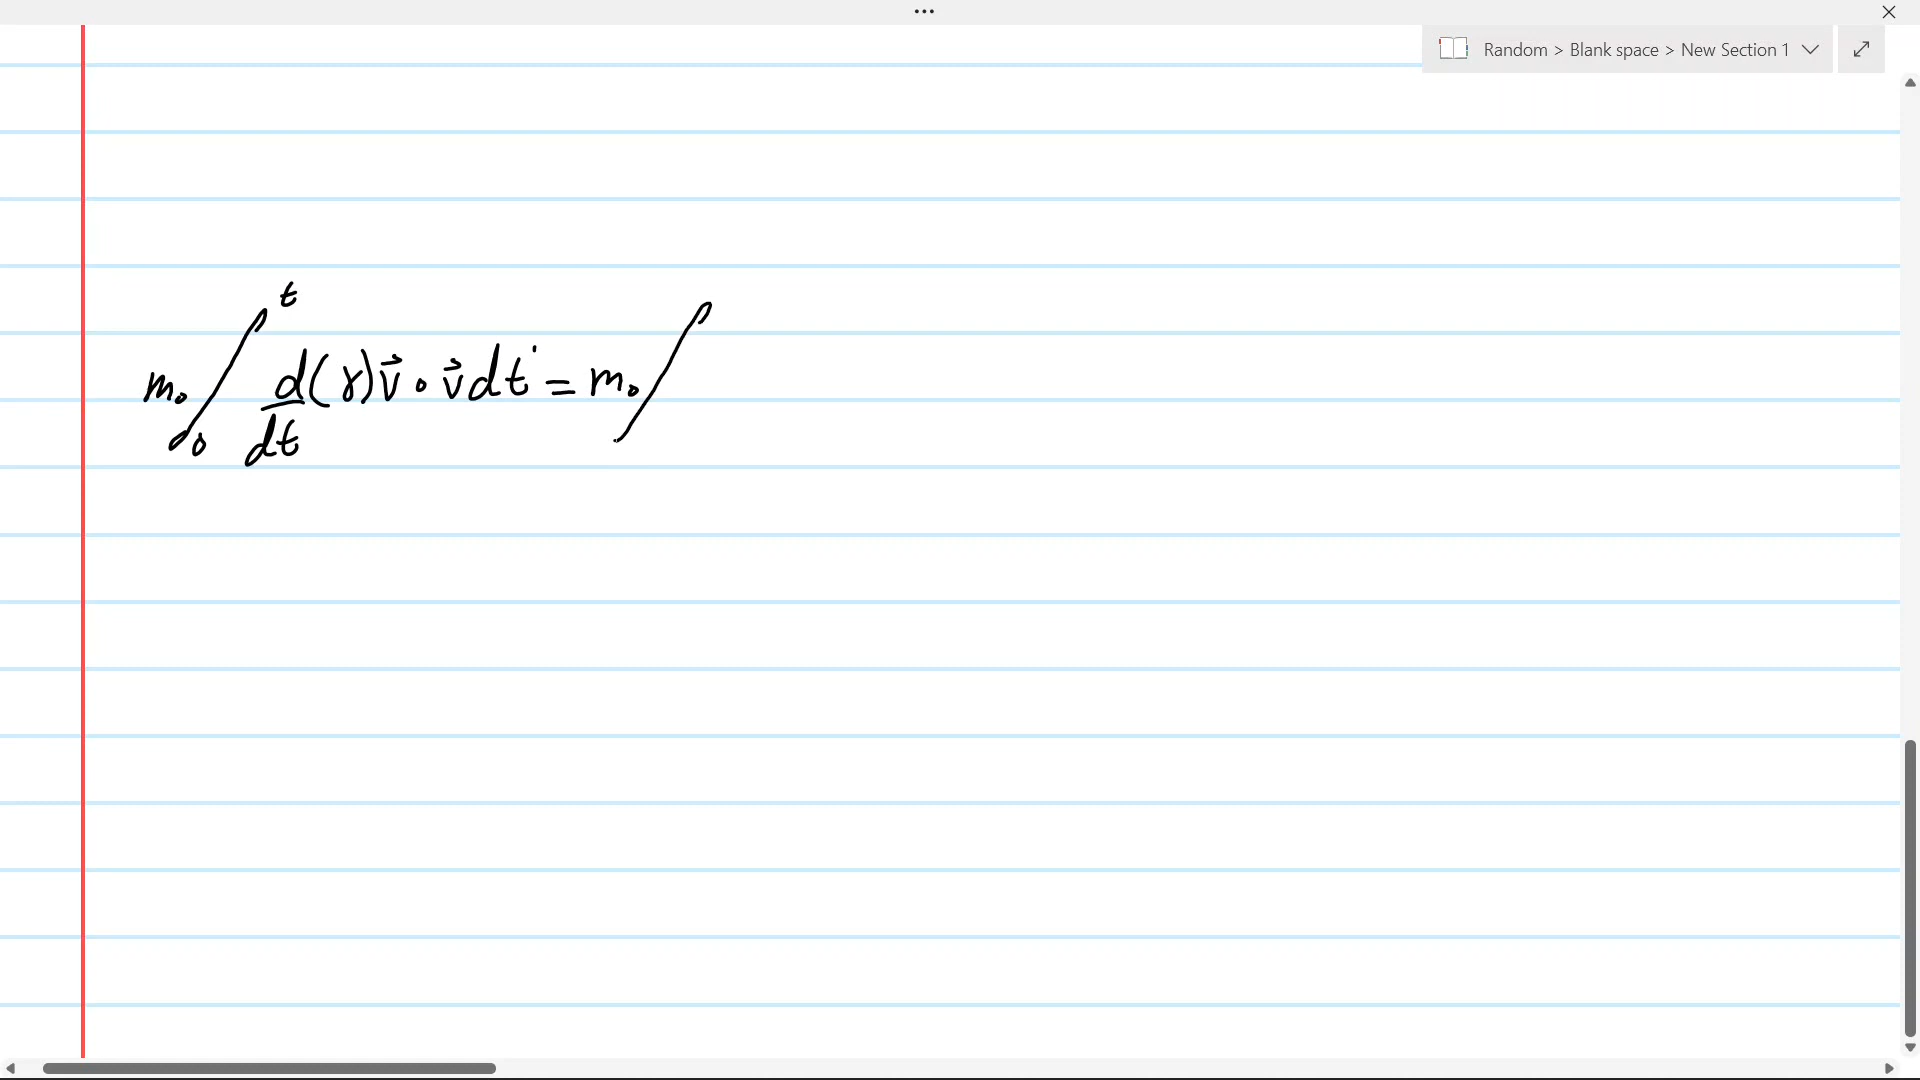 Random > Blank space > New Section 1
m₀ ∫₀ᵗ d/dt (γ)v⃗ ∘ v⃗ dt' = m₀ ∫